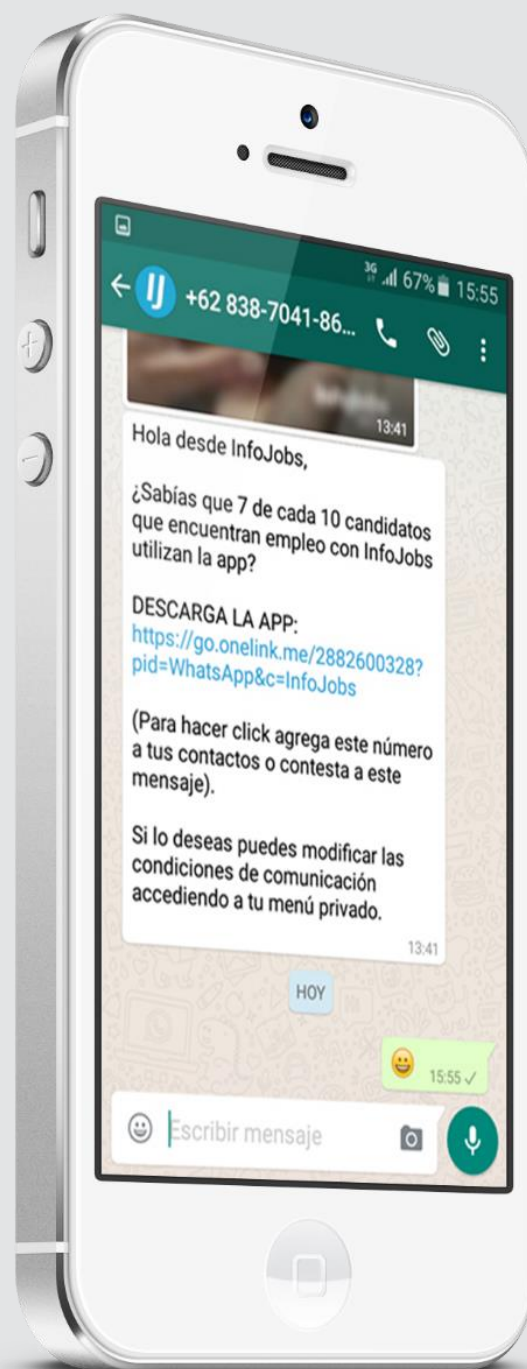 3G 67% 15:55
IJ +62 838-7041-86...
13:41
Hola desde InfoJobs,
¿Sabías que 7 de cada 10 candidatos
que encuentran empleo con InfoJobs
utilizan la app?
DESCARGA LA APP:
https://go.onelink.me/2882600328?
pid=WhatsApp&c=InfoJobs
(Para hacer click agrega este número
a tus contactos o contesta a este
mensaje).
Si lo deseas puedes modificar las
condiciones de comunicación
accediendo a tu menú privado.
13:41
HOY
15:55
Escribir mensaje